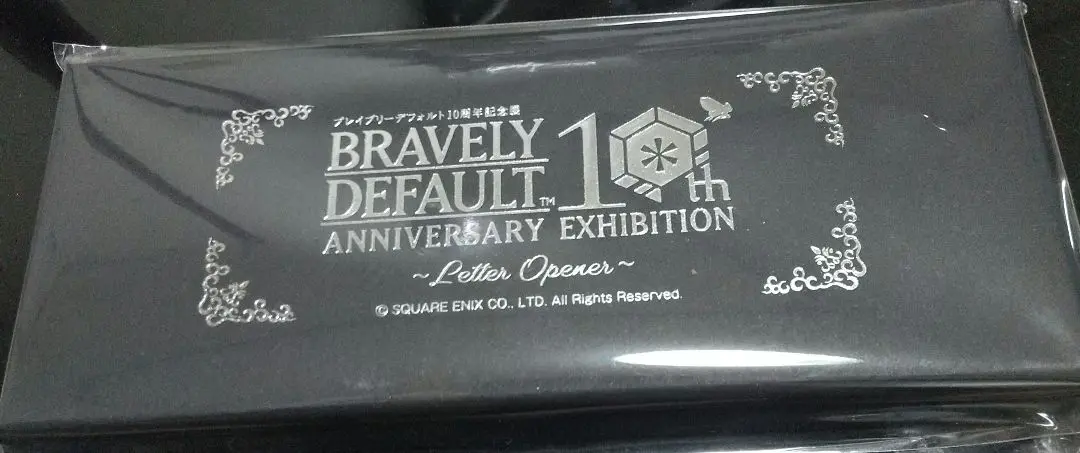 ブレイブリーデフォルト10周年記念展
BRAVELY
DEFAULT™ 10th
ANNIVERSARY EXHIBITION
~Letter Opener~
© SQUARE ENIX CO., LTD. All Rights Reserved.